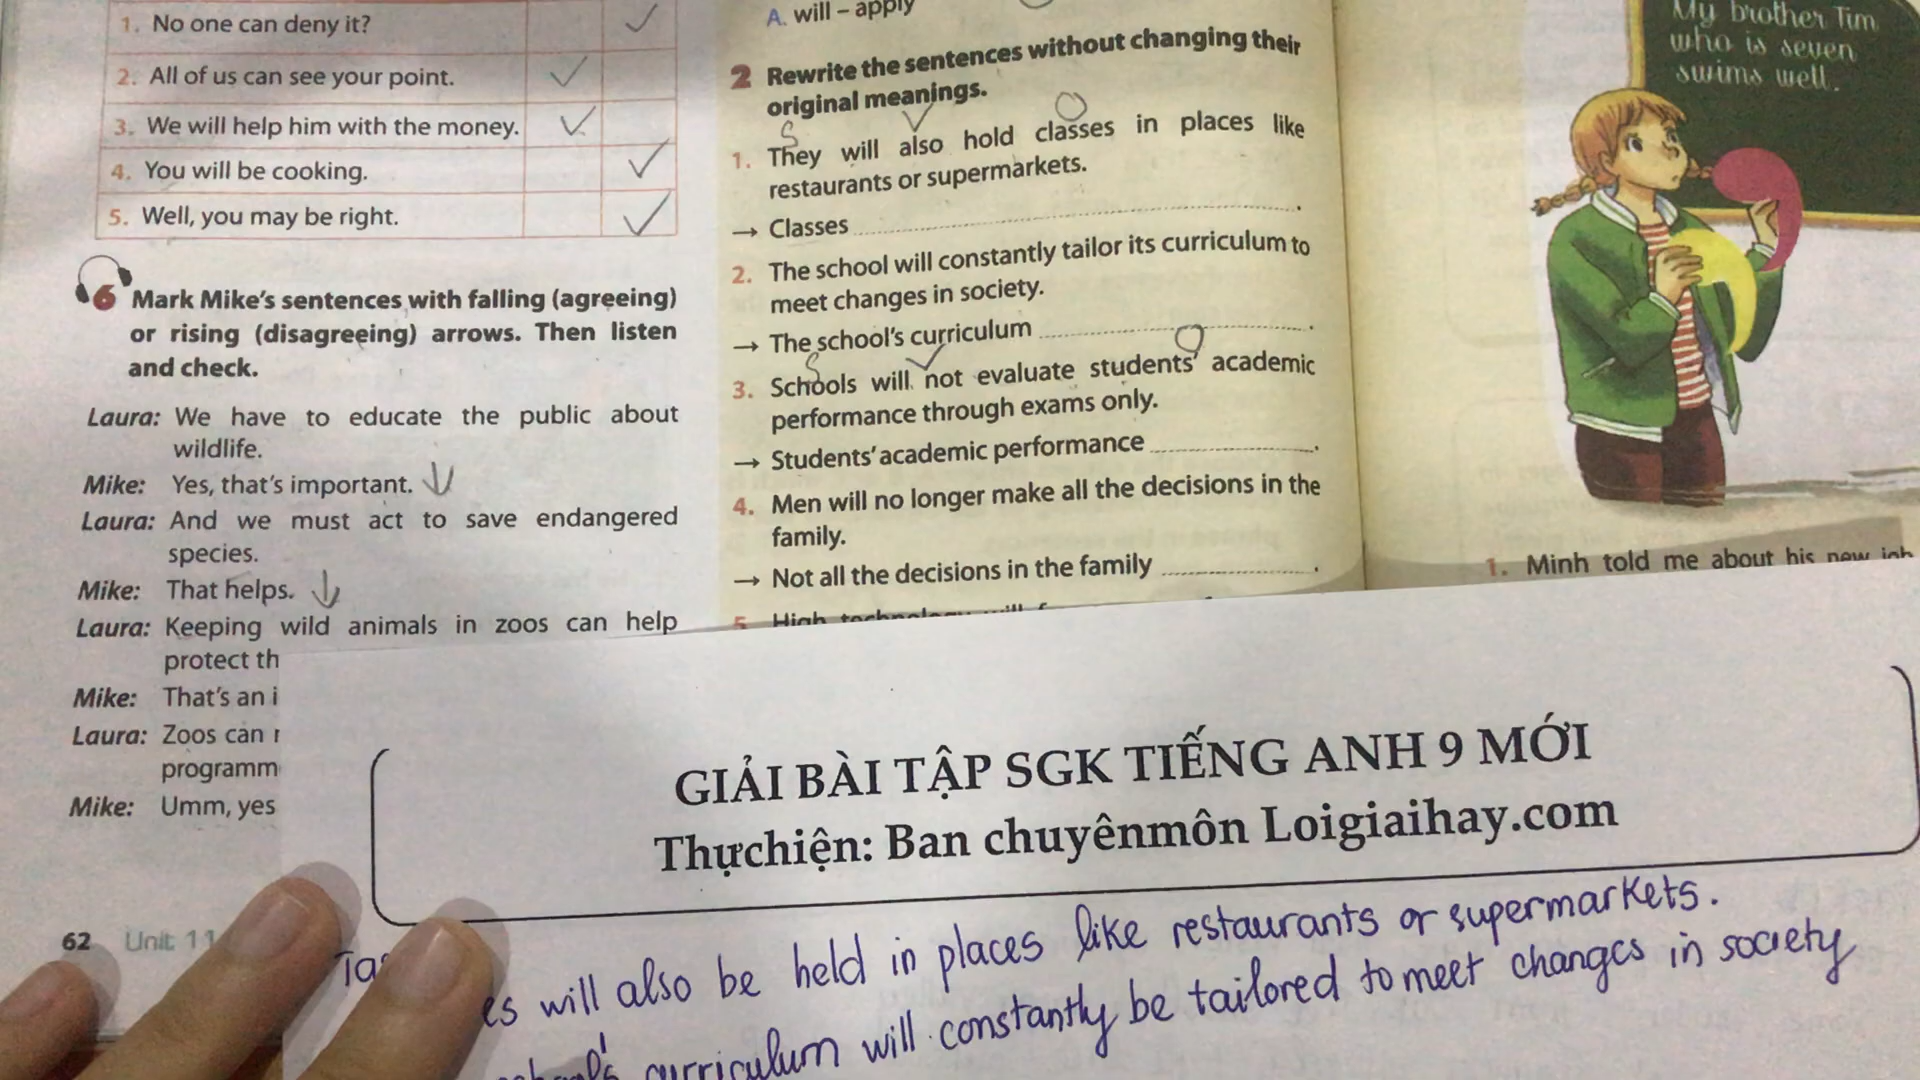 1. No one can deny it?
2. All of us can see your point.
3. We will help him with the money.
4. You will be cooking.
5. Well, you may be right.
6 Mark Mike's sentences with falling (agreeing)
or rising (disagreeing) arrows. Then listen
and check.
Laura: We have to educate the public about
wildlife.
Mike: Yes, that's important.
Laura: And we must act to save endangered
species.
Mike: That helps.
Laura: Keeping wild animals in zoos can help
protect th
Mike: That's an i
Laura: Zoos can
programm
Mike: Umm, yes
62 Unit 11
A. will – apply
2 Rewrite the sentences without changing their
original meanings.
S V O
1. They will also hold classes in places like
restaurants or supermarkets.
→ Classes
2. The school will constantly tailor its curriculum to
meet changes in society.
→ The school's curriculum
S V O
3. Schools will not evaluate students' academic
performance through exams only.
→ Students' academic performance
4. Men will no longer make all the decisions in the
family.
→ Not all the decisions in the family
5. High
My brother Tim
who is seven
swims well.
1. Minh told me about his new job
GIẢI BÀI TẬP SGK TIẾNG ANH 9 MỚI
Thựchiện: Ban chuyênmôn Loigiaihay.com
es will also be held in places like restaurants or supermarkets.
curriculum will constantly be tailored to meet changes in society